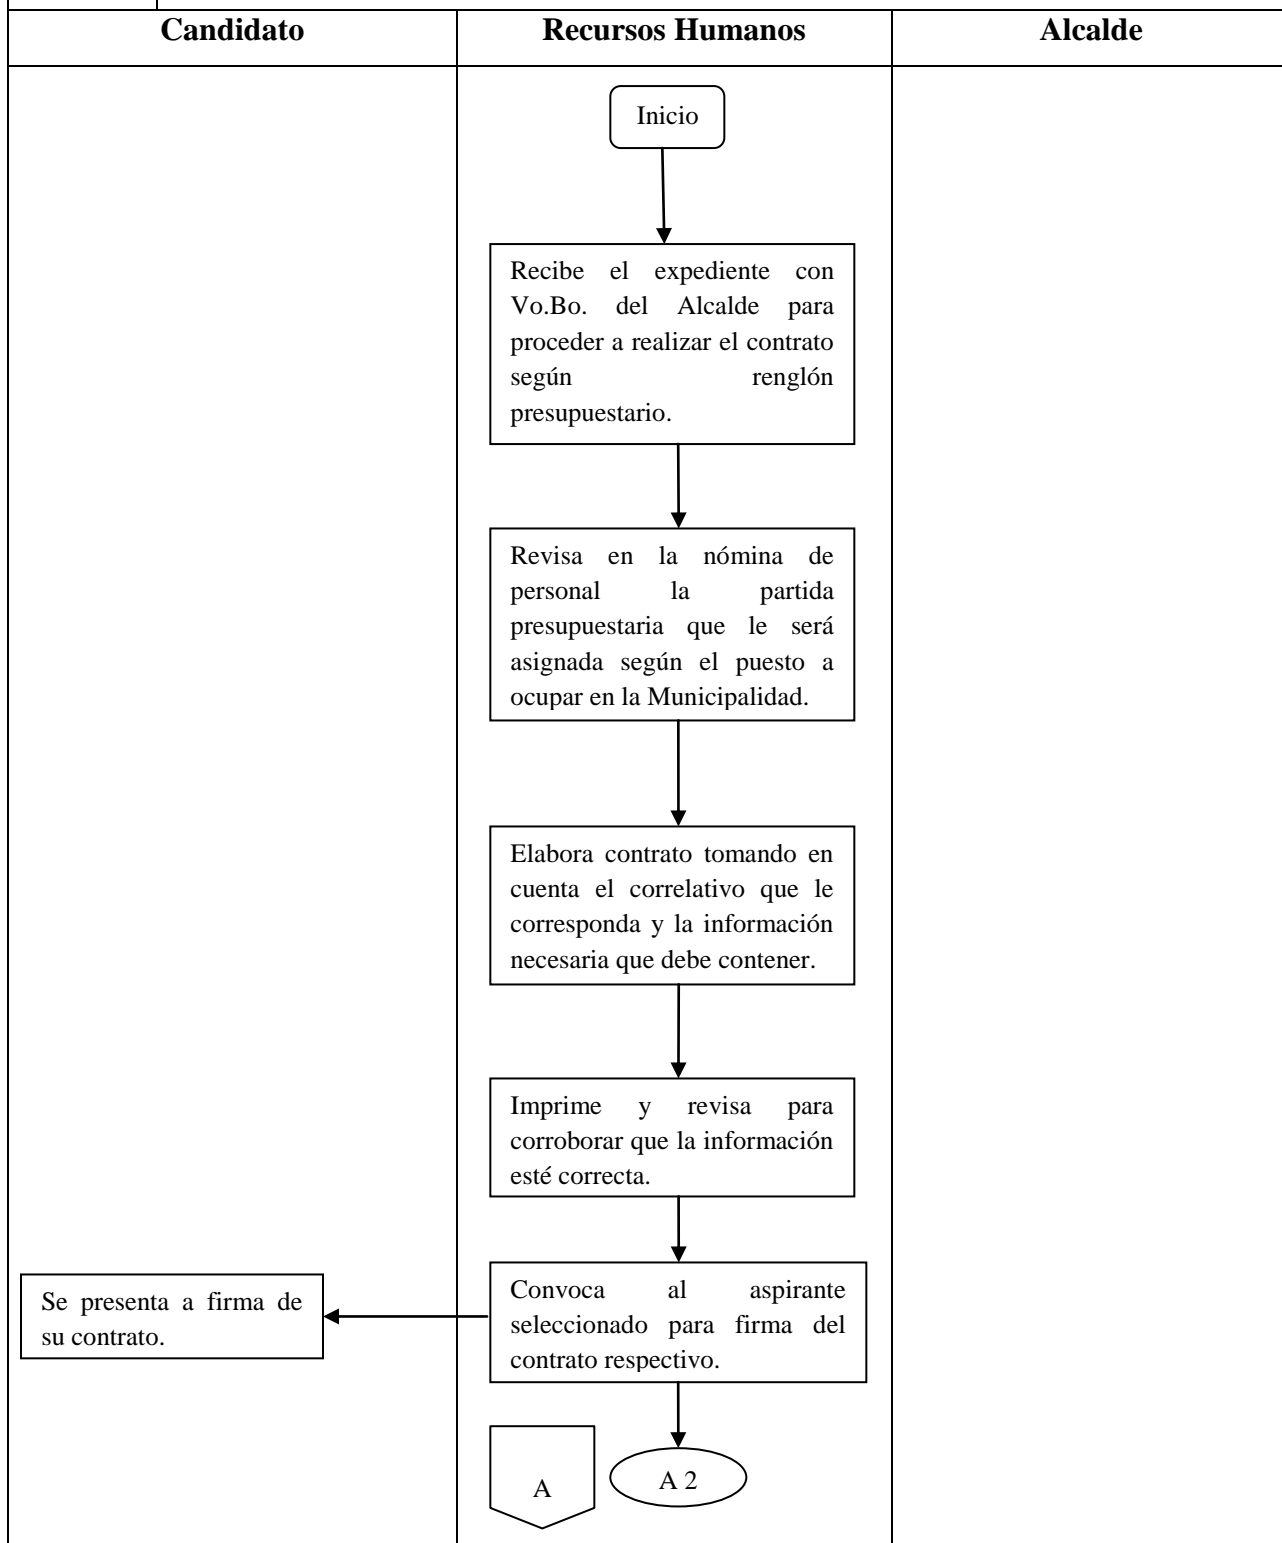 Candidato
Recursos Humanos
Alcalde
Inicio
Recibe el expediente con
Vo.Bo. del Alcalde para
proceder a realizar el contrato
según renglón
presupuestario.
Revisa en la nómina de
personal la partida
presupuestaria que le será
asignada según el puesto a
ocupar en la Municipalidad.
Elabora contrato tomando en
cuenta el correlativo que le
corresponda y la información
necesaria que debe contener.
Imprime y revisa para
corroborar que la información
esté correcta.
Convoca al aspirante
seleccionado para firma del
contrato respectivo.
Se presenta a firma de
su contrato.
A
A 2